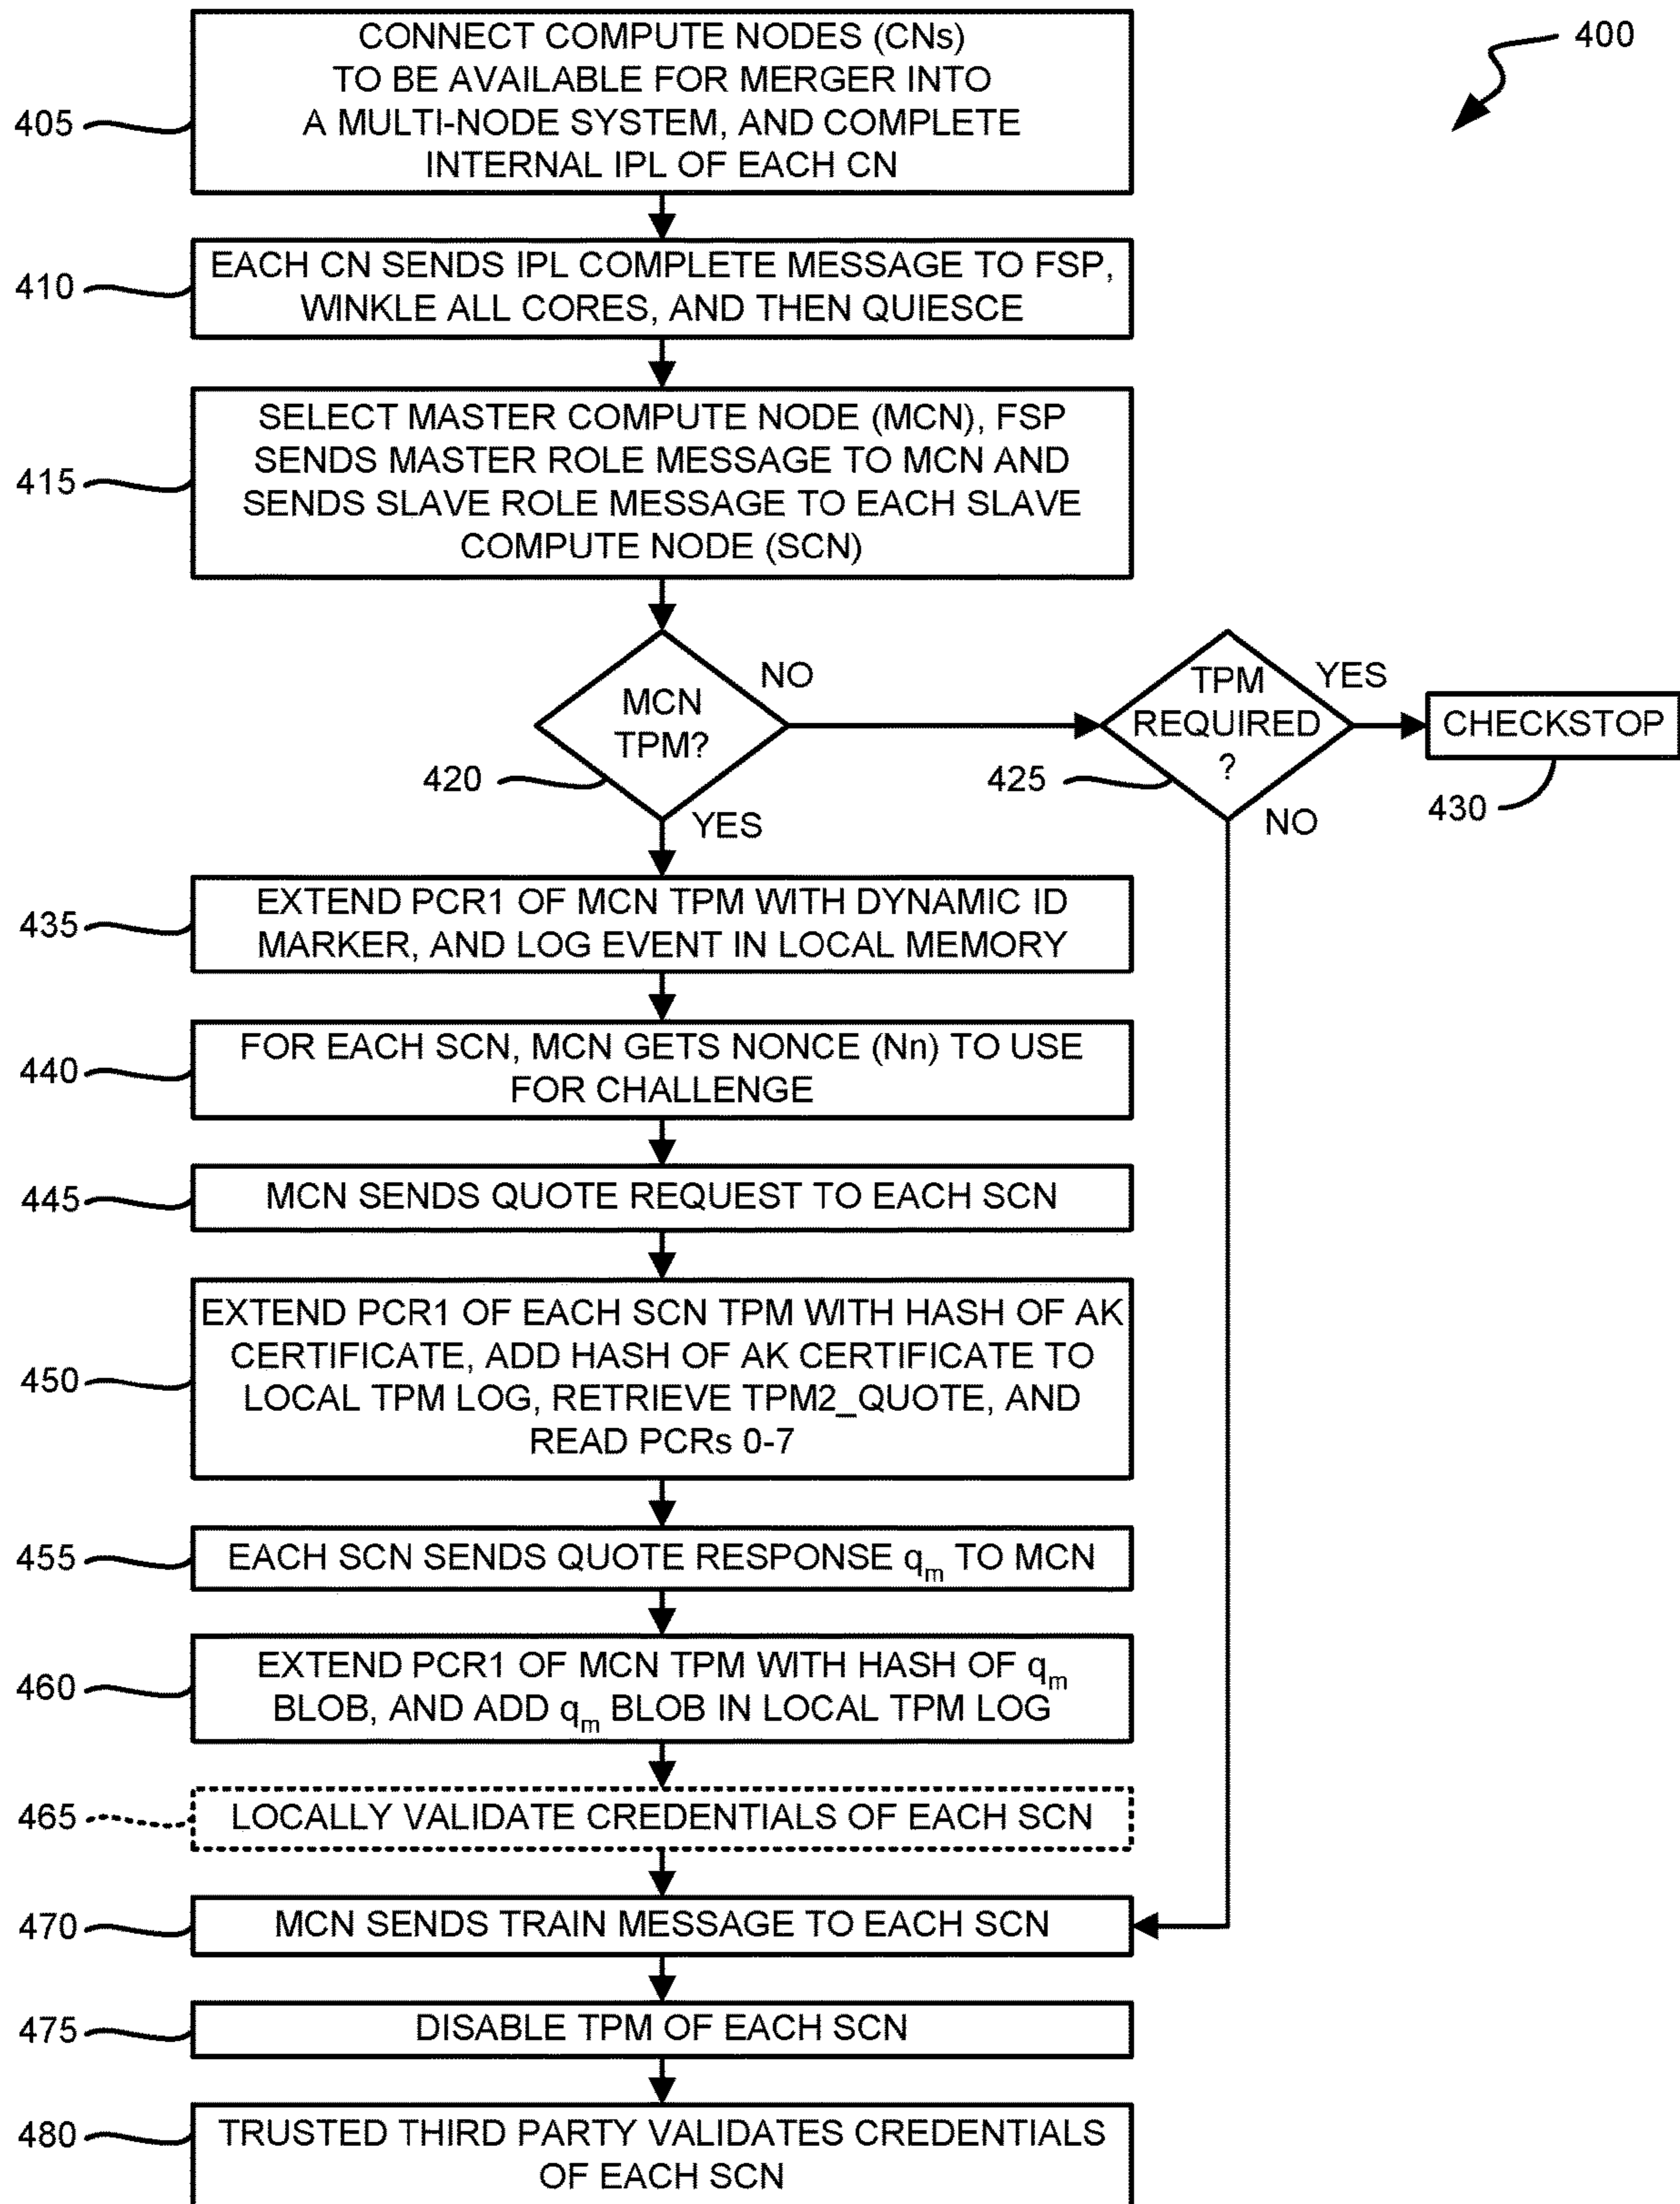 400
CONNECT COMPUTE NODES (CNs)
TO BE AVAILABLE FOR MERGER INTO
A MULTI-NODE SYSTEM, AND COMPLETE
INTERNAL IPL OF EACH CN
405
EACH CN SENDS IPL COMPLETE MESSAGE TO FSP,
WINKLE ALL CORES, AND THEN QUIESCE
410
SELECT MASTER COMPUTE NODE (MCN), FSP
SENDS MASTER ROLE MESSAGE TO MCN AND
SENDS SLAVE ROLE MESSAGE TO EACH SLAVE
COMPUTE NODE (SCN)
415
MCN
TPM?
420
NO
YES
TPM
REQUIRED
?
425
YES
NO
CHECKSTOP
430
EXTEND PCR1 OF MCN TPM WITH DYNAMIC ID
MARKER, AND LOG EVENT IN LOCAL MEMORY
435
FOR EACH SCN, MCN GETS NONCE (Nn) TO USE
FOR CHALLENGE
440
MCN SENDS QUOTE REQUEST TO EACH SCN
445
EXTEND PCR1 OF EACH SCN TPM WITH HASH OF AK
CERTIFICATE, ADD HASH OF AK CERTIFICATE TO
LOCAL TPM LOG, RETRIEVE TPM2_QUOTE, AND
READ PCRs 0-7
450
EACH SCN SENDS QUOTE RESPONSE qm TO MCN
455
EXTEND PCR1 OF MCN TPM WITH HASH OF qm
BLOB, AND ADD qm BLOB IN LOCAL TPM LOG
460
LOCALLY VALIDATE CREDENTIALS OF EACH SCN
465
MCN SENDS TRAIN MESSAGE TO EACH SCN
470
DISABLE TPM OF EACH SCN
475
TRUSTED THIRD PARTY VALIDATES CREDENTIALS
OF EACH SCN
480